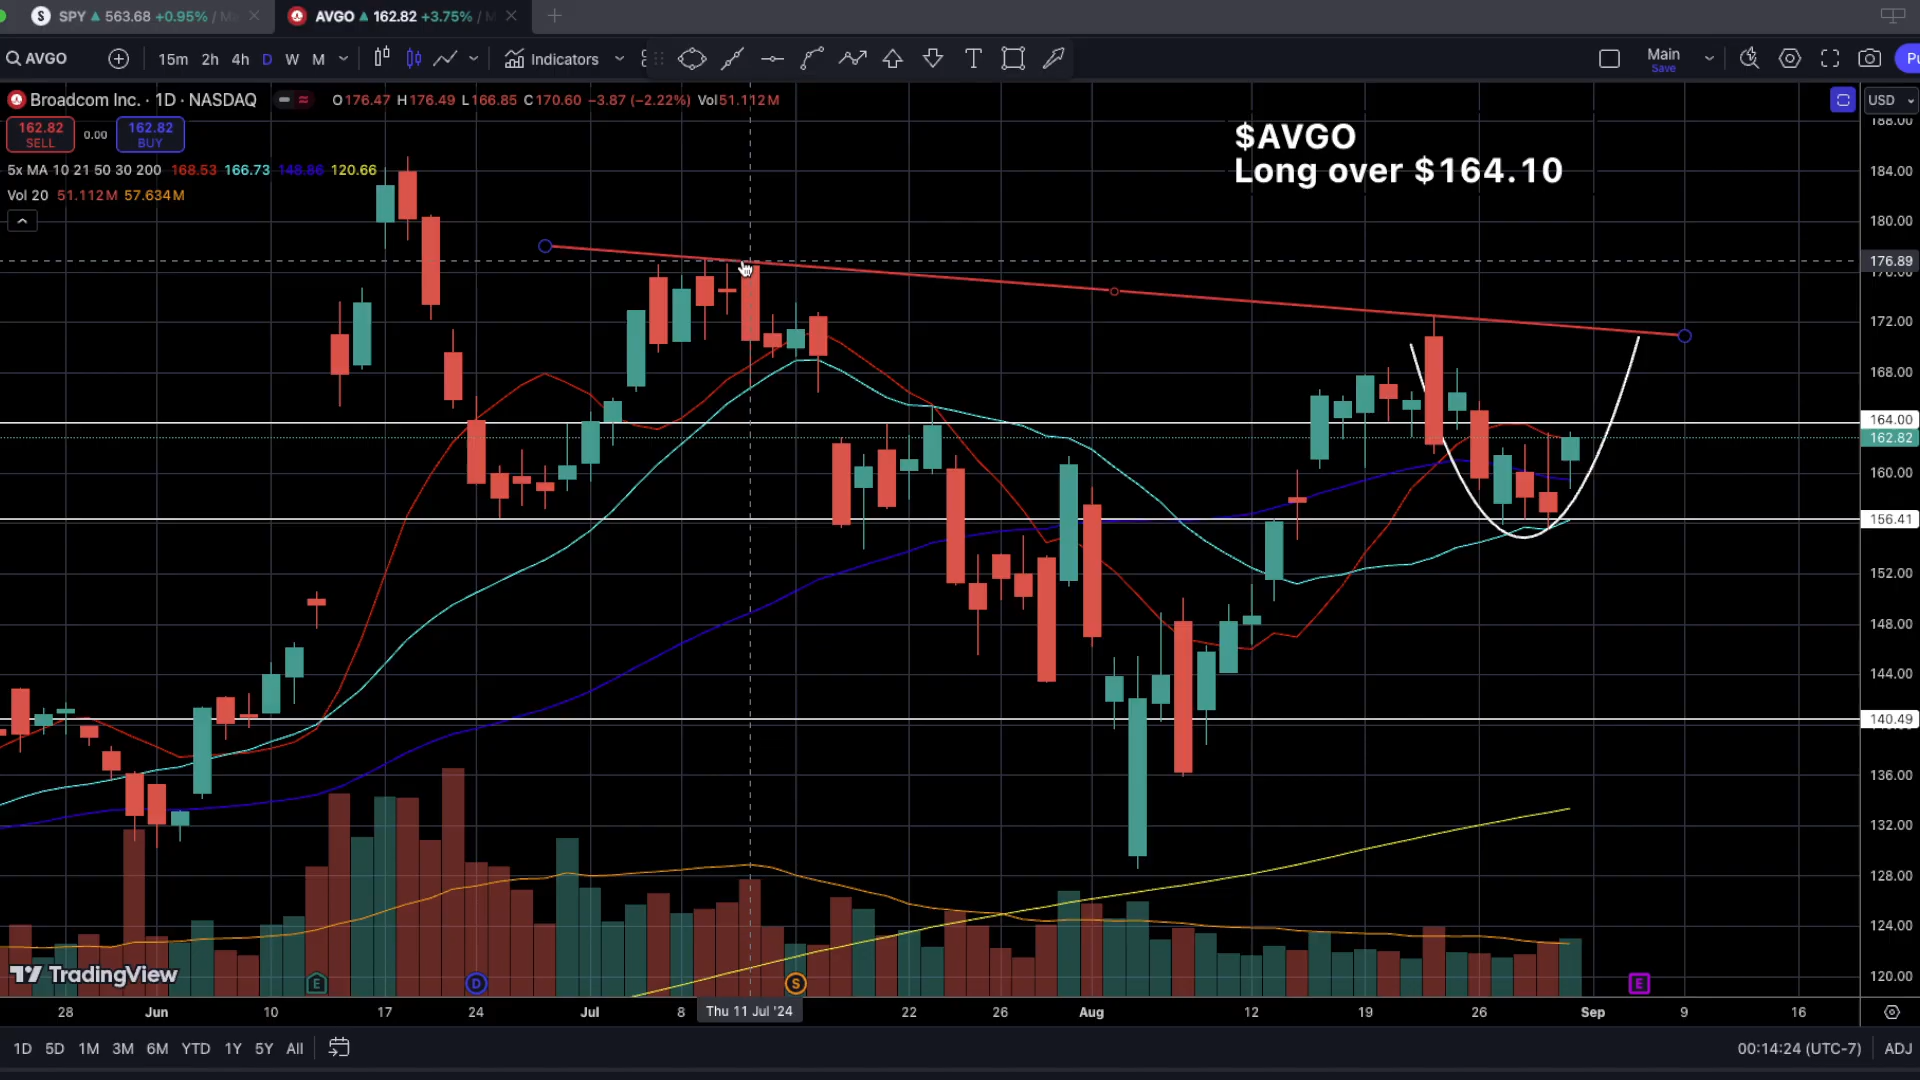 SPY 563.68 +0.95% /
AVGO 162.82 +3.75% /
AVGO 15m 2h 4h D W M Indicators T Main
Save
Broadcom Inc. · 1D · NASDAQ O176.47 H176.49 L166.85 C170.60 −3.87 (−2.22%) Vol51.112M USD
162.82 SELL 0.00 162.82 BUY
5x MA 10 21 50 30 200 168.53 166.73 148.86 120.66
Vol 20 51.112M 57.634M
$AVGO
Long over $164.10
188.00
184.00
180.00
176.89
176.00
172.00
168.00
164.00
162.82
160.00
156.41
152.00
148.00
144.00
140.49
136.00
132.00
128.00
124.00
120.00
TradingView
E D S E
28 Jun 10 17 24 Jul 8 Thu 11 Jul '24 22 26 Aug 12 19 26 Sep 9 16
1D 5D 1M 3M 6M YTD 1Y 5Y All 00:14:24 (UTC-7) ADJ